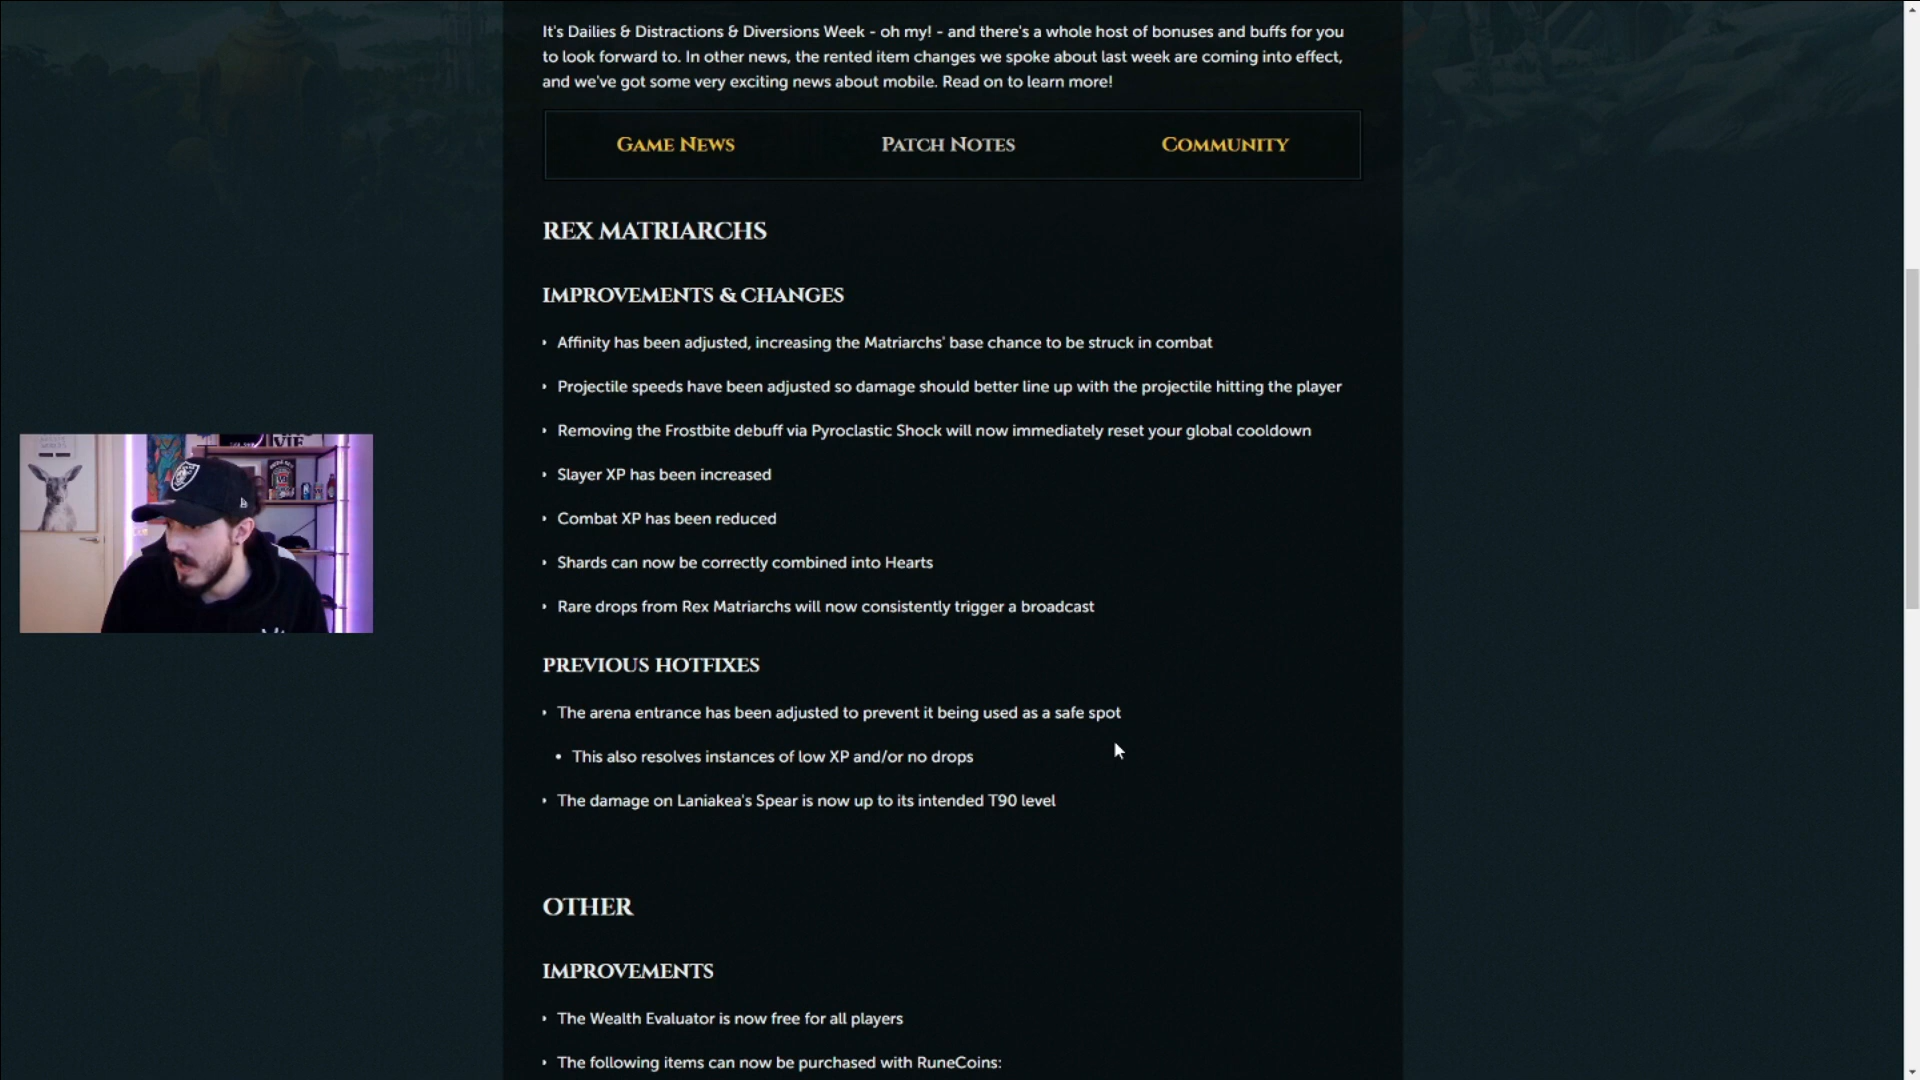 It's Dailies & Distractions & Diversions Week - oh my! - and there's a whole host of bonuses and buffs for you
to look forward to. In other news, the rented item changes we spoke about last week are coming into effect,
and we've got some very exciting news about mobile. Read on to learn more!
Game News
Patch Notes
Community
REX MATRIARCHS
IMPROVEMENTS & CHANGES
Affinity has been adjusted, increasing the Matriarchs' base chance to be struck in combat
Projectile speeds have been adjusted so damage should better line up with the projectile hitting the player
Removing the Frostbite debuff via Pyroclastic Shock will now immediately reset your global cooldown
Slayer XP has been increased
Combat XP has been reduced
Shards can now be correctly combined into Hearts
Rare drops from Rex Matriarchs will now consistently trigger a broadcast
PREVIOUS HOTFIXES
The arena entrance has been adjusted to prevent it being used as a safe spot
• This also resolves instances of low XP and/or no drops
The damage on Laniakea's Spear is now up to its intended T90 level
OTHER
IMPROVEMENTS
The Wealth Evaluator is now free for all players
The following items can now be purchased with RuneCoins: